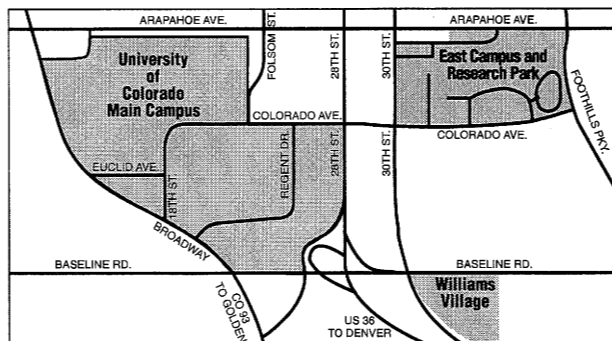 ARAPAHOE AVE.
ARAPAHOE AVE.
FOLSOM ST.
28TH ST.
30TH ST.
University
of
Colorado
Main Campus
East Campus and
Research Park
FOOTHILLS PKY.
COLORADO AVE.
COLORADO AVE.
EUCLID AVE.
18TH ST.
REGENT DR.
28TH ST.
30TH ST.
BROADWAY
BASELINE RD.
BASELINE RD.
CO 93
TO GOLDEN
US 36
TO DENVER
Williams
Village